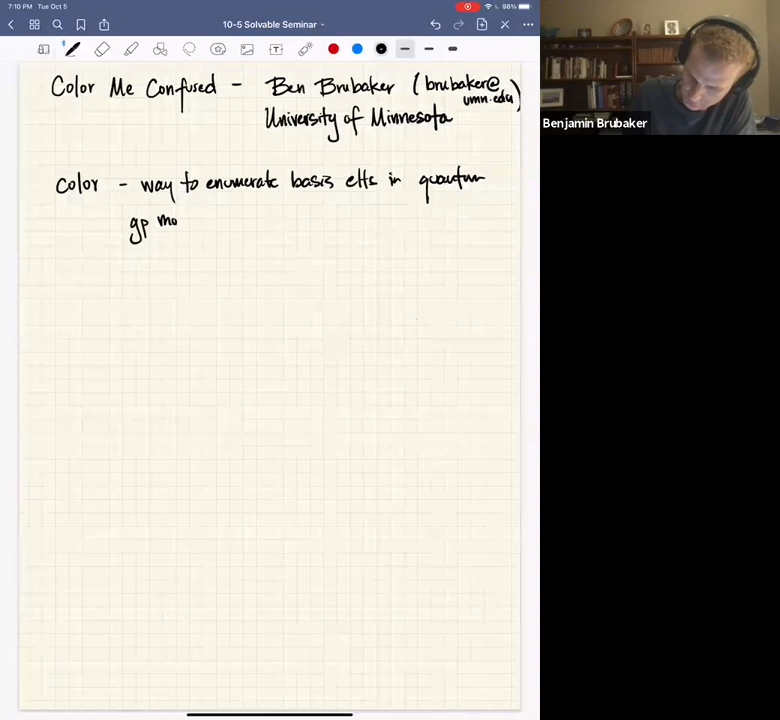 7:10 PM Tue Oct 5
98%
10-5 Solvable Seminar
Color Me Confused - Ben Brubaker (brubaker@
umn.edu)
University of Minnesota
Benjamin Brubaker
Color - way to enumerate basis elts in quantum
gp mo